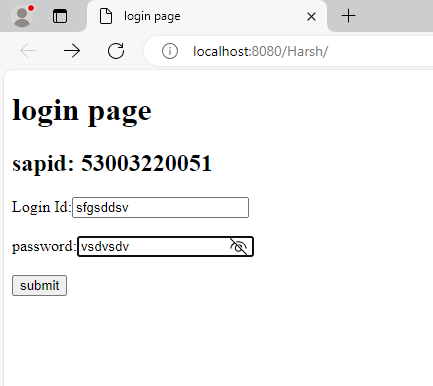 login page
localhost:8080/Harsh/
login page
sapid: 53003220051
Login Id: sfgsddsv
password: vsdvsdv
submit